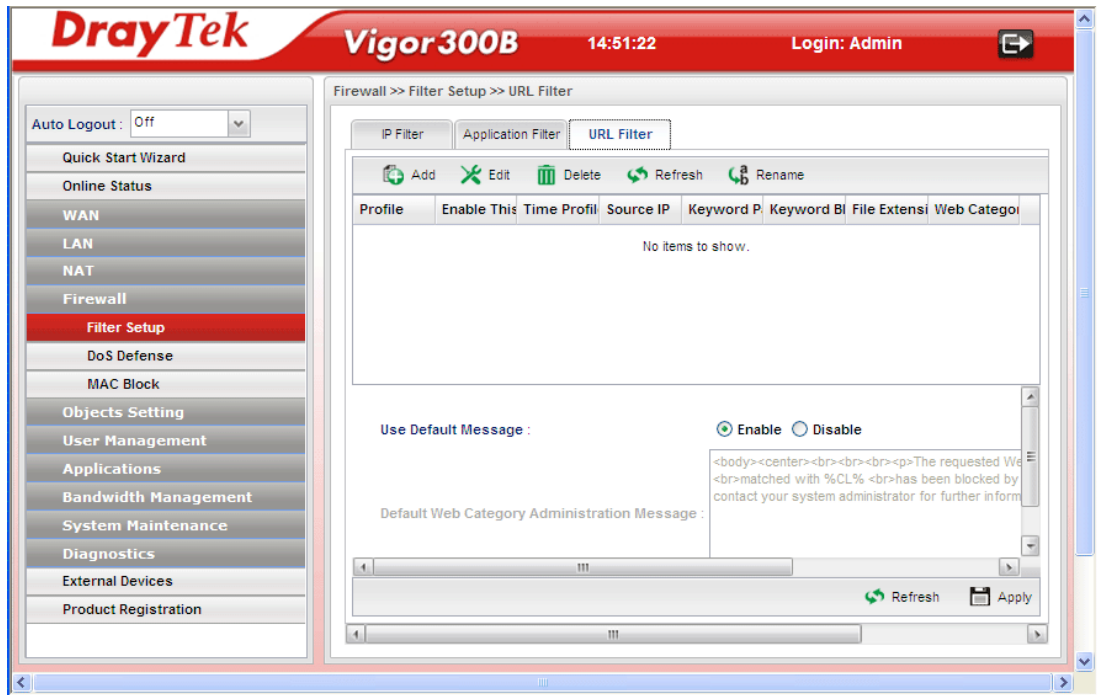 DrayTek
Vigor300B 14:51:22 Login: Admin
Auto Logout : Off
Quick Start Wizard
Online Status
WAN
LAN
NAT
Firewall
Filter Setup
DoS Defense
MAC Block
Objects Setting
User Management
Applications
Bandwidth Management
System Maintenance
Diagnostics
External Devices
Product Registration
Firewall >> Filter Setup >> URL Filter
IP Filter Application Filter URL Filter
Add Edit Delete Refresh Rename
Profile Enable This Time Profil Source IP Keyword P Keyword Bl File Extensi Web Categor
No items to show.
Use Default Message : Enable Disable
<body><center><br><br><br><p>The requested We
<br>matched with %CL% <br>has been blocked by
contact your system administrator for further inform
Default Web Category Administration Message :
Refresh Apply